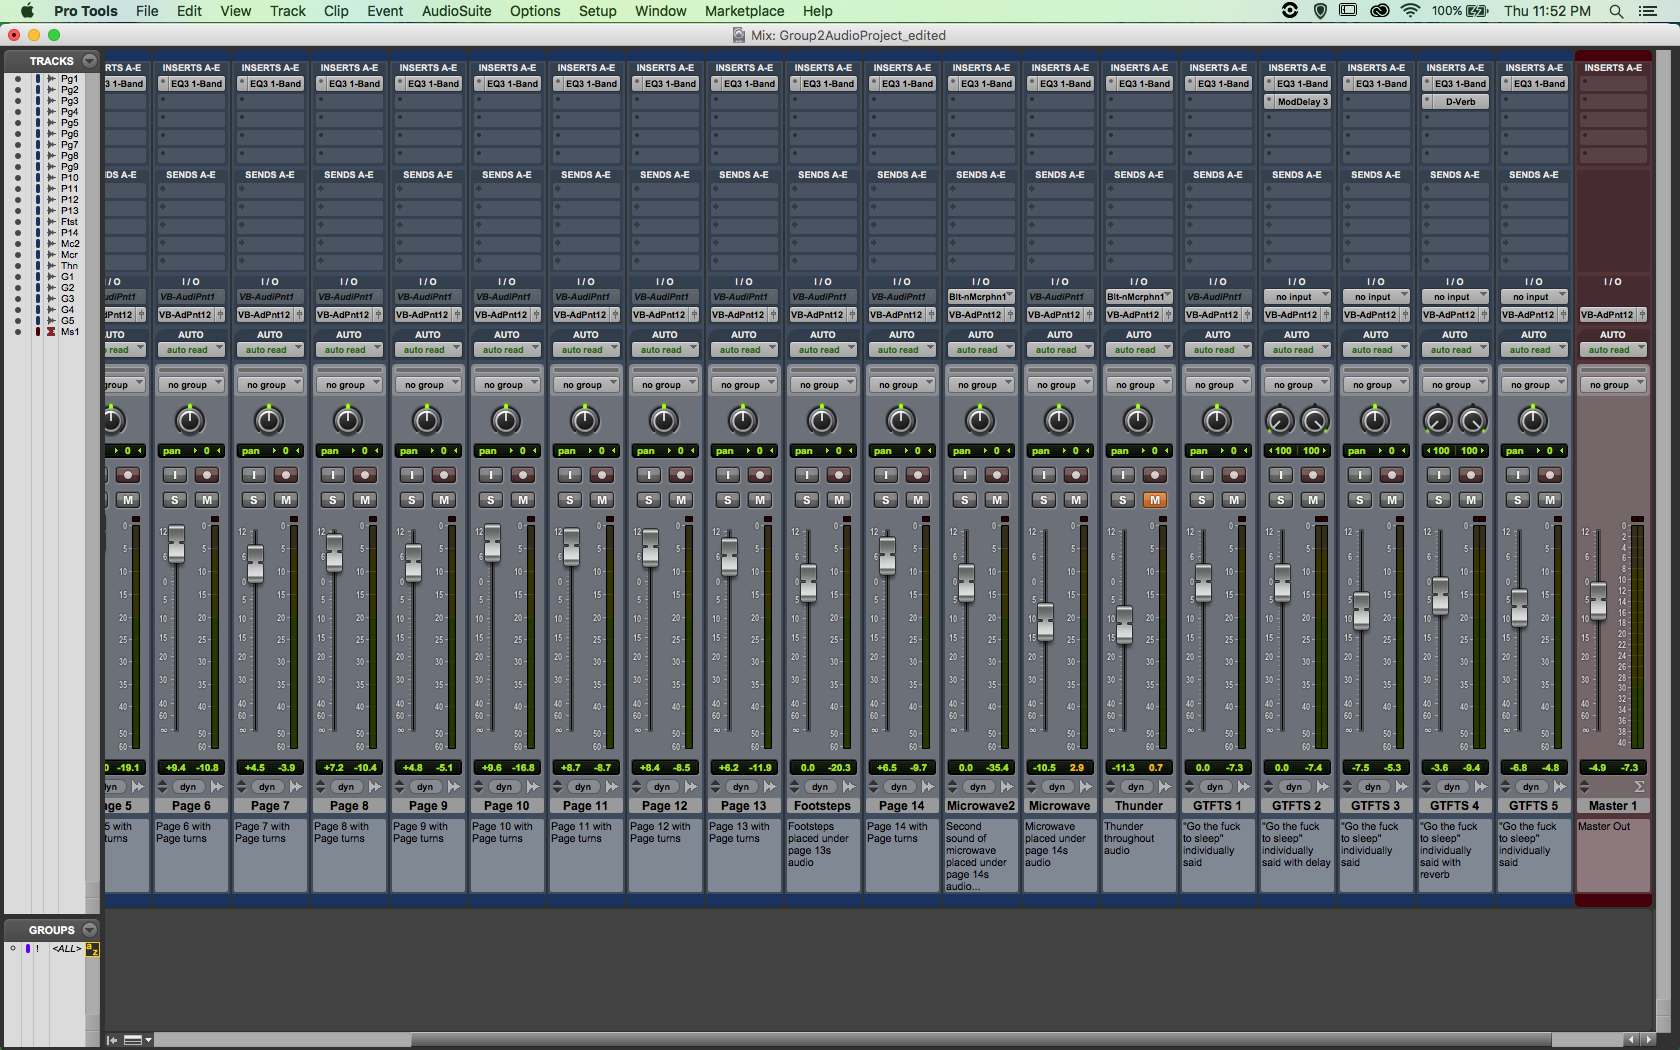 Pro Tools File Edit View Track Clip Event AudioSuite Options Setup Window Marketplace Help 100% Thu 11:52 PM
Mix: Group2AudioProject_edited
TRACKS
Pg1
Pg2
Pg3
Pg4
Pg5
Pg6
Pg7
Pg8
Pg9
P10
P11
P12
P13
Ftst
P14
Mc2
Mcr
Thn
G1
G2
G3
G4
G5
Ms1
GROUPS
! <ALL>
RTS A-E INSERTS A-E INSERTS A-E INSERTS A-E INSERTS A-E INSERTS A-E INSERTS A-E INSERTS A-E INSERTS A-E INSERTS A-E INSERTS A-E INSERTS A-E INSERTS A-E INSERTS A-E INSERTS A-E INSERTS A-E INSERTS A-E INSERTS A-E INSERTS A-E INSERTS A-E
3 1-Band EQ3 1-Band EQ3 1-Band EQ3 1-Band EQ3 1-Band EQ3 1-Band EQ3 1-Band EQ3 1-Band EQ3 1-Band EQ3 1-Band EQ3 1-Band EQ3 1-Band EQ3 1-Band EQ3 1-Band EQ3 1-Band EQ3 1-Band EQ3 1-Band EQ3 1-Band EQ3 1-Band
ModDelay 3 D-Verb
DS A-E SENDS A-E SENDS A-E SENDS A-E SENDS A-E SENDS A-E SENDS A-E SENDS A-E SENDS A-E SENDS A-E SENDS A-E SENDS A-E SENDS A-E SENDS A-E SENDS A-E SENDS A-E SENDS A-E SENDS A-E SENDS A-E
/ O I / O I / O I / O I / O I / O I / O I / O I / O I / O I / O I / O I / O I / O I / O I / O I / O I / O I / O I / O
-AudiPnt1 VB-AudiPnt1 VB-AudiPnt1 VB-AudiPnt1 VB-AudiPnt1 VB-AudiPnt1 VB-AudiPnt1 VB-AudiPnt1 VB-AudiPnt1 VB-AudiPnt1 VB-AudiPnt1 Blt-nMcrphn1 VB-AudiPnt1 Blt-nMcrphn1 VB-AudiPnt1 no input no input no input no input
-AdPnt12 VB-AdPnt12 VB-AdPnt12 VB-AdPnt12 VB-AdPnt12 VB-AdPnt12 VB-AdPnt12 VB-AdPnt12 VB-AdPnt12 VB-AdPnt12 VB-AdPnt12 VB-AdPnt12 VB-AdPnt12 VB-AdPnt12 VB-AdPnt12 VB-AdPnt12 VB-AdPnt12 VB-AdPnt12 VB-AdPnt12 VB-AdPnt12
UTO AUTO AUTO AUTO AUTO AUTO AUTO AUTO AUTO AUTO AUTO AUTO AUTO AUTO AUTO AUTO AUTO AUTO AUTO AUTO
to read auto read auto read auto read auto read auto read auto read auto read auto read auto read auto read auto read auto read auto read auto read auto read auto read auto read auto read auto read
group no group no group no group no group no group no group no group no group no group no group no group no group no group no group no group no group no group no group no group
0 pan 0 pan 0 pan 0 pan 0 pan 0 pan 0 pan 0 pan 0 pan 0 pan 0 pan 0 pan 0 pan 0 pan 0 100 100 pan 0 100 100 pan 0
I I I I I I I I I I I I I I I I I I
M S M S M S M S M S M S M S M S M S M S M S M S M S M S M S M S M S M S M
0 -19.1 +9.4 -10.8 +4.5 -3.9 +7.2 -10.4 +4.8 -5.1 +9.6 -16.8 +8.7 -8.7 +8.4 -8.5 +6.2 -11.9 0.0 -20.3 +6.5 -9.7 0.0 -35.4 -10.5 2.9 -11.3 0.7 0.0 -7.3 0.0 -7.4 -7.5 -5.3 -3.6 -9.4 -6.8 -4.8 -4.9 -7.3
yn dyn dyn dyn dyn dyn dyn dyn dyn dyn dyn dyn dyn dyn dyn dyn dyn dyn dyn Σ
ge 5 Page 6 Page 7 Page 8 Page 9 Page 10 Page 11 Page 12 Page 13 Footsteps Page 14 Microwave2 Microwave Thunder GTFTS 1 GTFTS 2 GTFTS 3 GTFTS 4 GTFTS 5 Master 1
5 with
turns
Page 6 with
Page turns
Page 7 with
Page turns
Page 8 with
Page turns
Page 9 with
Page turns
Page 10 with
Page turns
Page 11 with
Page turns
Page 12 with
Page turns
Page 13 with
Page turns
Footsteps
placed under
page 13s
audio
Page 14 with
Page turns
Second
sound of
microwave
placed under
page 14s
audio...
Microwave
placed under
page 14s
audio
Thunder
throughout
audio
"Go the fuck
to sleep"
individually
said
"Go the fuck
to sleep"
individually
said with delay
"Go the fuck
to sleep"
individually
said
"Go the fuck
to sleep"
individually
said with
reverb
"Go the fuck
to sleep"
individually
said
Master Out